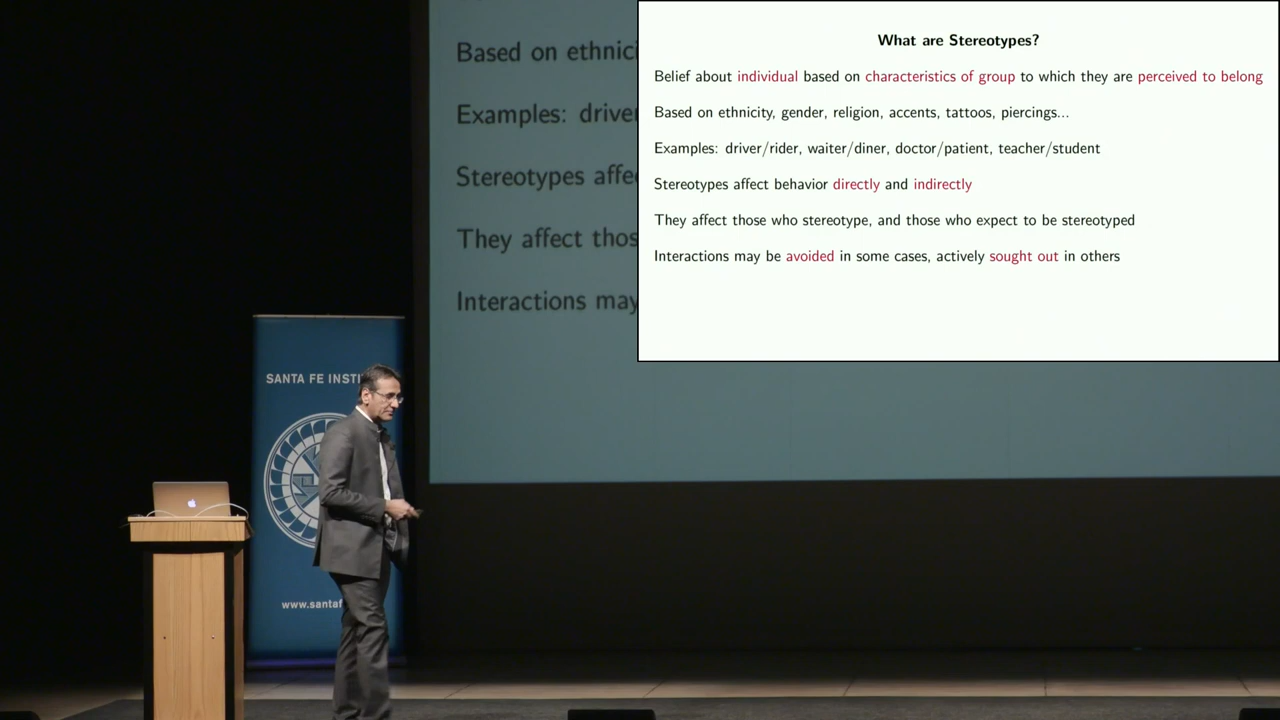 Based on ethnici
Examples: driver
Stereotypes affe
They affect thos
Interactions may
What are Stereotypes?
Belief about individual based on characteristics of group to which they are perceived to belong
Based on ethnicity, gender, religion, accents, tattoos, piercings...
Examples: driver/rider, waiter/diner, doctor/patient, teacher/student
Stereotypes affect behavior directly and indirectly
They affect those who stereotype, and those who expect to be stereotyped
Interactions may be avoided in some cases, actively sought out in others
SANTA FE INSTI
www.santaf